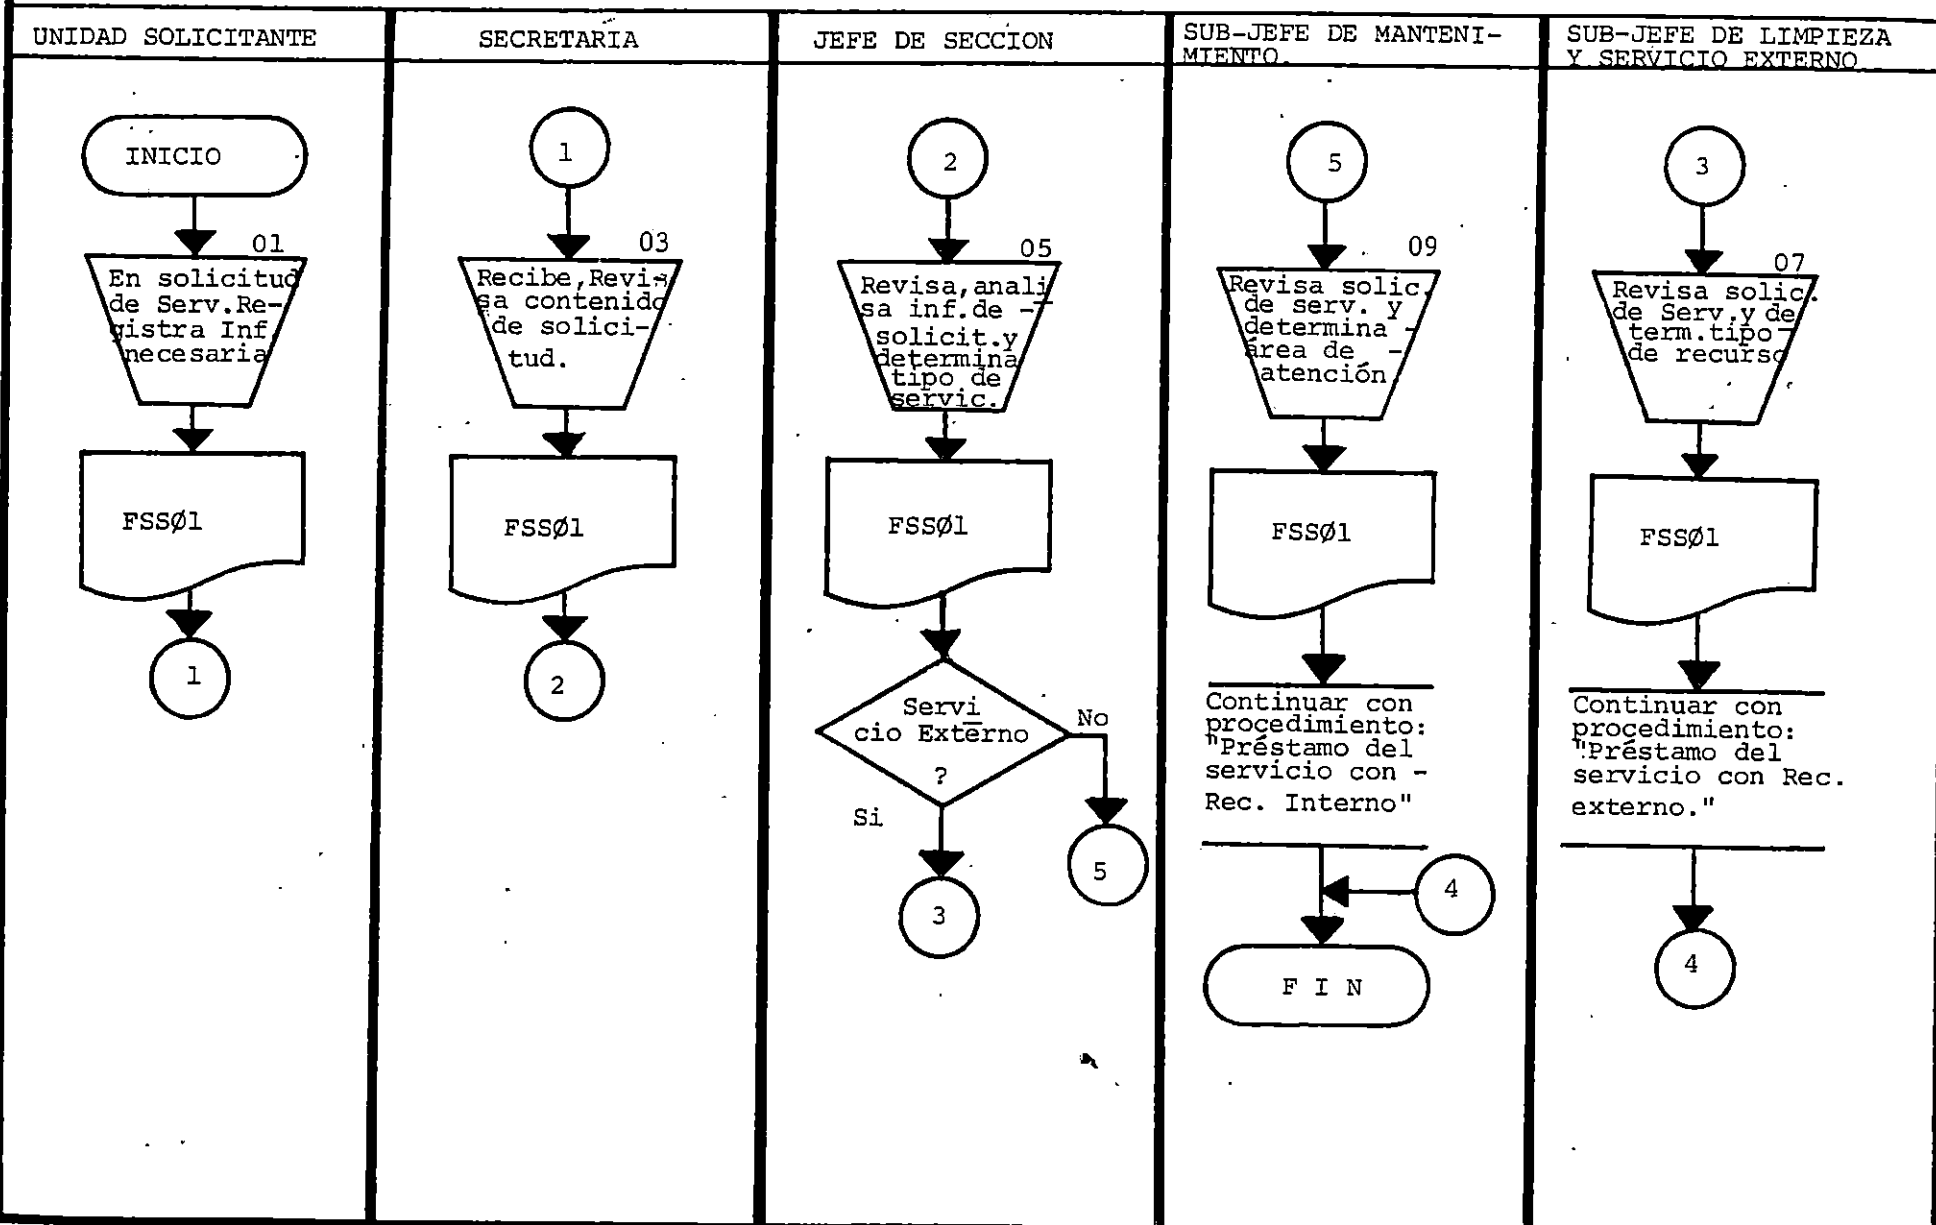 UNIDAD SOLICITANTE
INICIO
01
En solicitud
de Serv.Re-
gistra Inf
necesaria
FSSØ1
1
SECRETARIA
1
03
Recibe,Revi-
sa contenido
de solici-
tud.
FSSØ1
2
JEFE DE SECCION
2
05
Revisa,anali
sa inf.de -
solicit.y
determina
tipo de
servic.
FSSØ1
Servi
cio Externo
?
No
Si
5
3
SUB-JEFE DE MANTENI-
MIENTO.
5
09
Revisa solic.
de serv. y
determina -
área de -
atención
FSSØ1
Continuar con
procedimiento:
"Préstamo del
servicio con -
Rec. Interno"
4
F I N
SUB-JEFE DE LIMPIEZA
Y SERVICIO EXTERNO
3
07
Revisa solic.
de Serv.y de
term.tipo -
de recurso
FSSØ1
Continuar con
procedimiento:
"Préstamo del
servicio con Rec.
externo."
4